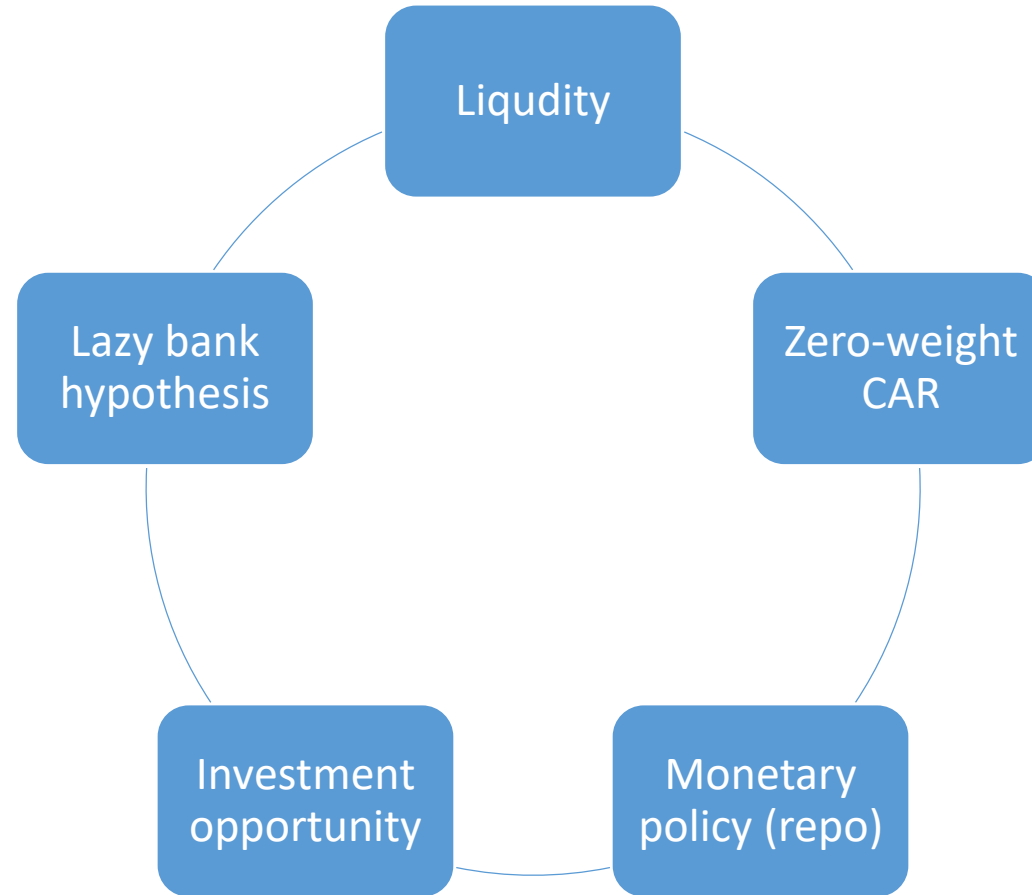 Liqudity
Zero-weight
CAR
Monetary
policy (repo)
Investment
opportunity
Lazy bank
hypothesis